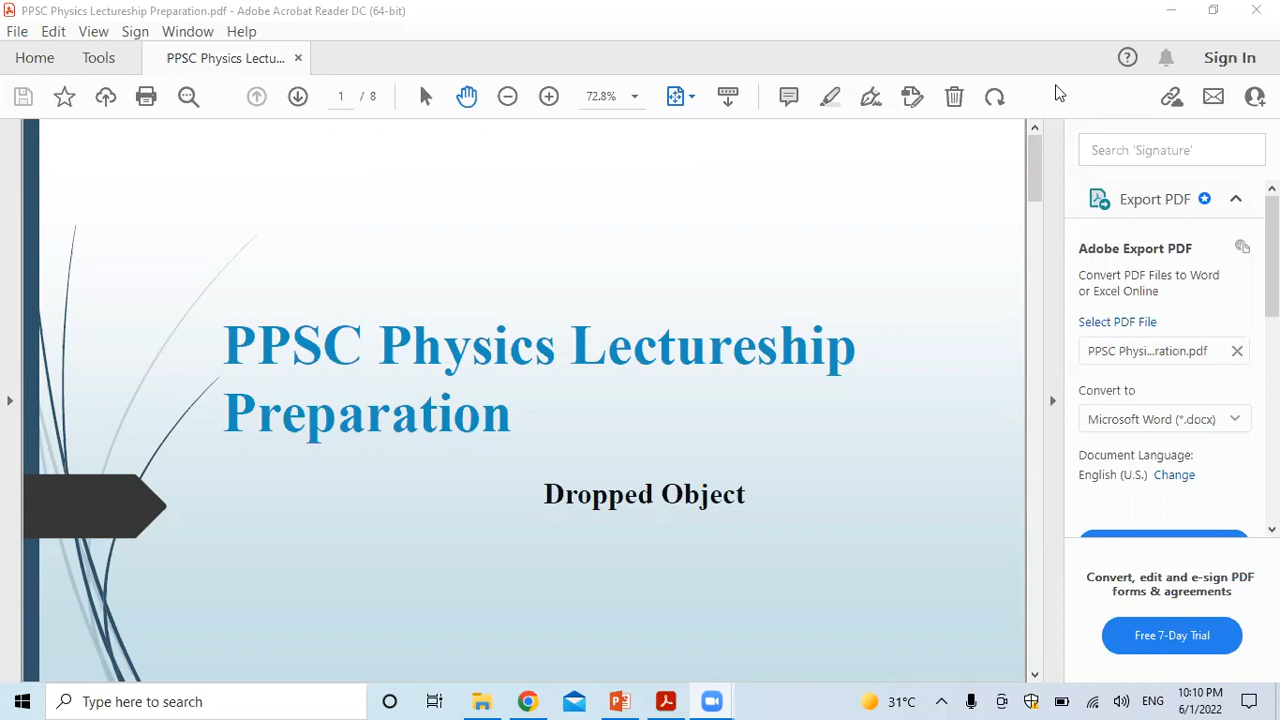 PPSC Physics Lectureship Preparation.pdf - Adobe Acrobat Reader DC (64-bit)
File Edit View Sign Window Help
Home Tools PPSC Physics Lectu... × Sign In
1 / 8 72.8%
Search 'Signature'
Export PDF
Adobe Export PDF
Convert PDF Files to Word
or Excel Online
Select PDF File
PPSC Physi...ration.pdf
Convert to
Microsoft Word (*.docx)
Document Language:
English (U.S.) Change
PPSC Physics Lectureship
Preparation
Dropped Object
Convert, edit and e-sign PDF
forms & agreements
Free 7-Day Trial
Type here to search
31°C ENG 10:10 PM
6/1/2022